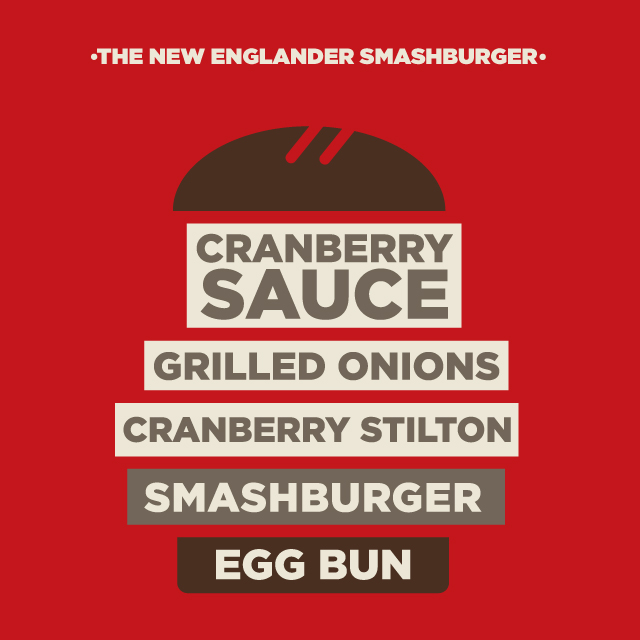 •THE NEW ENGLANDER SMASHBURGER•
CRANBERRY
SAUCE
GRILLED ONIONS
CRANBERRY STILTON
SMASHBURGER
EGG BUN